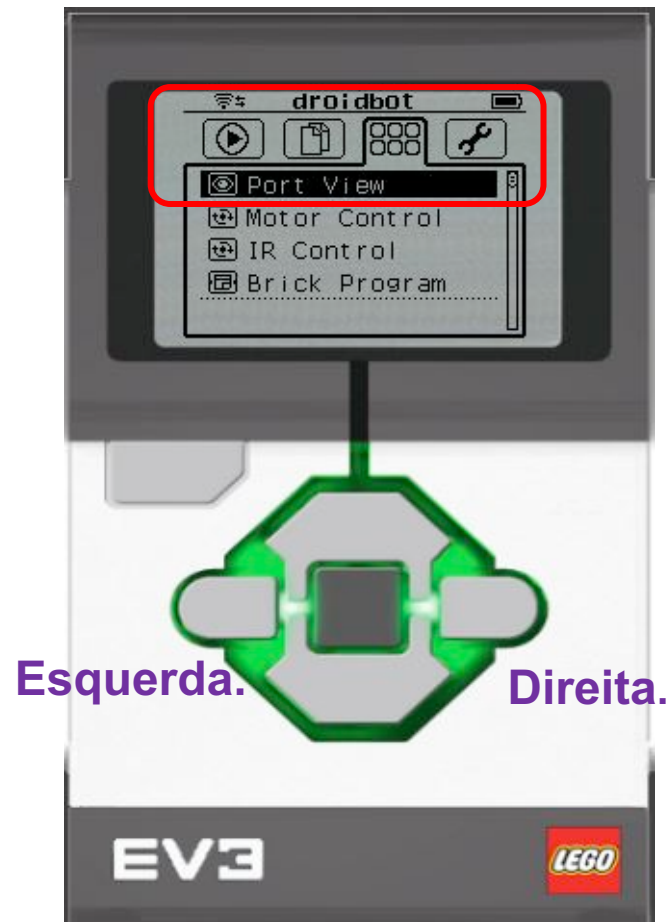 droidbot
Port View
Motor Control
IR Control
Brick Program
Esquerda.
Direita.
EV3
LEGO